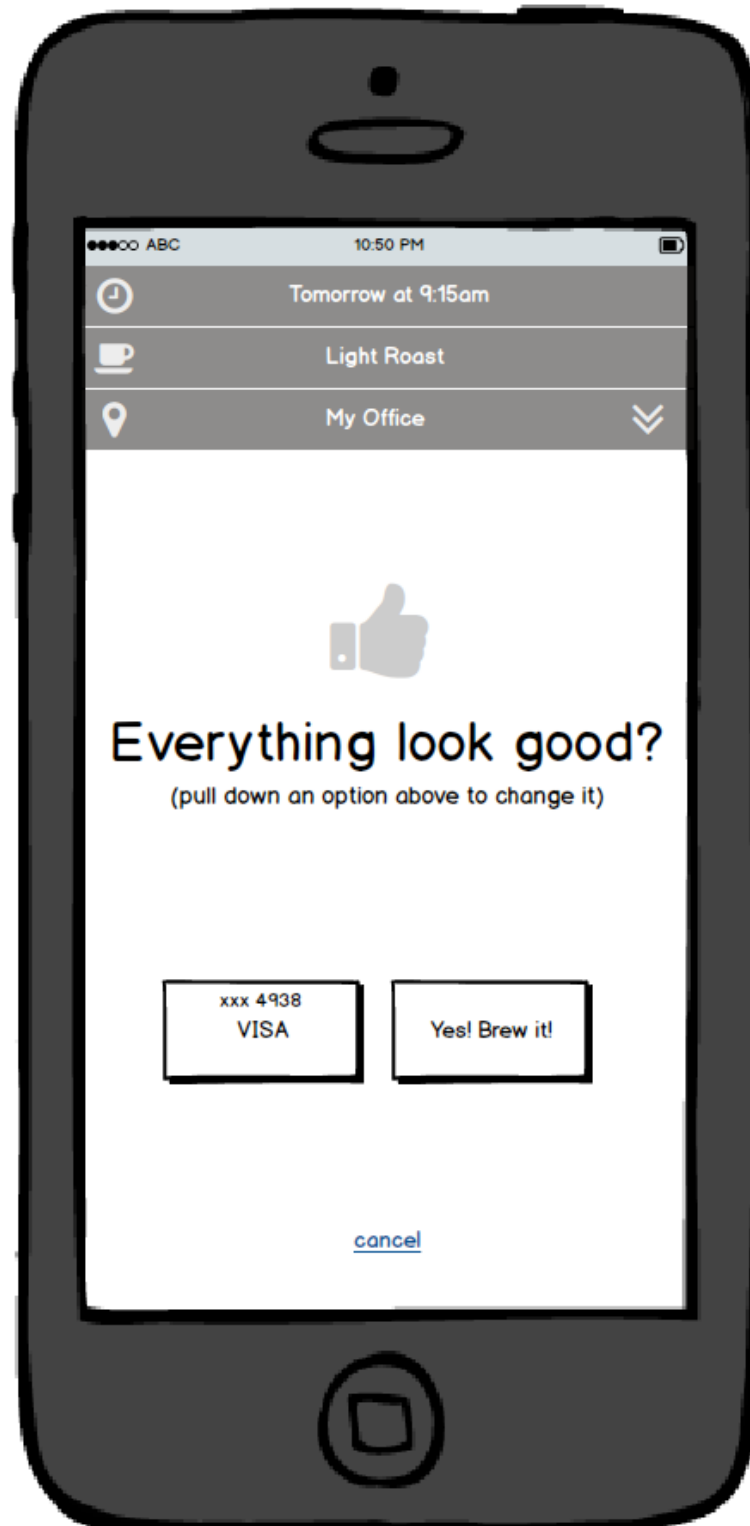 ABC 10:50 PM
Tomorrow at 9:15am
Light Roast
My Office
Everything look good?
(pull down an option above to change it)
xxx 4938
VISA
Yes! Brew it!
cancel